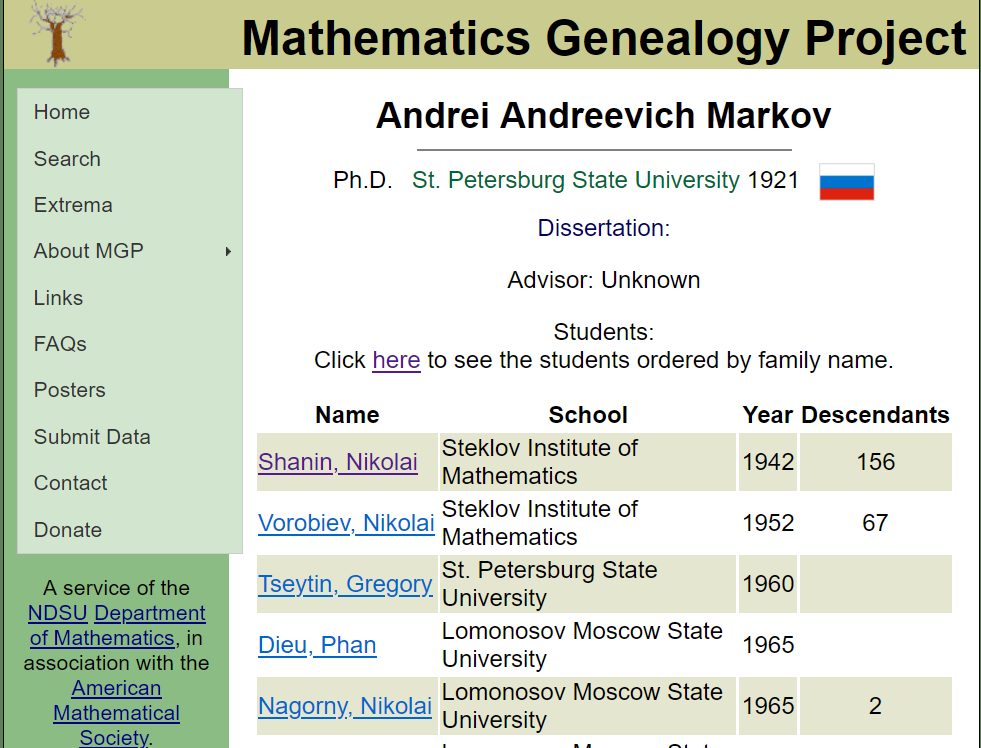 Mathematics Genealogy Project
Home
Search
Extrema
About MGP
Links
FAQs
Posters
Submit Data
Contact
Donate
A service of the
NDSU Department
of Mathematics, in
association with the
American
Mathematical
Society.
Andrei Andreevich Markov
Ph.D. St. Petersburg State University 1921
Dissertation:
Advisor: Unknown
Students:
Click here to see the students ordered by family name.
Name School Year Descendants
Shanin, Nikolai Steklov Institute of Mathematics 1942 156
Vorobiev, Nikolai Steklov Institute of Mathematics 1952 67
Tseytin, Gregory St. Petersburg State University 1960
Dieu, Phan Lomonosov Moscow State University 1965
Nagorny, Nikolai Lomonosov Moscow State University 1965 2